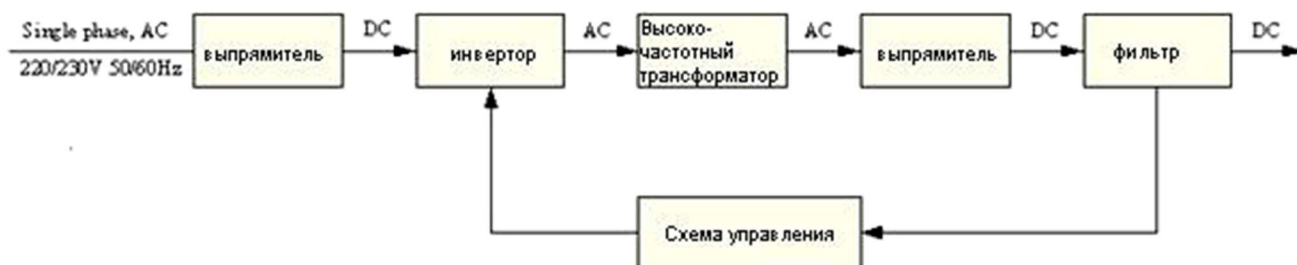 Single phase, AC
220/230V 50/60Hz
выпрямитель
DC
инвертор
AC
Высоко-
частотный
трансформатор
AC
выпрямитель
DC
фильтр
DC
Схема управления